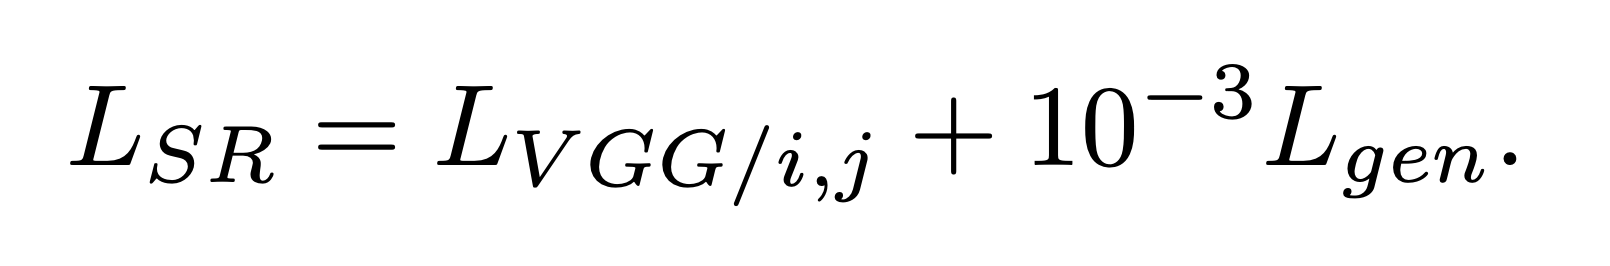 L_{SR} = L_{VGG/i,j} + 10^{-3} L_{gen}.